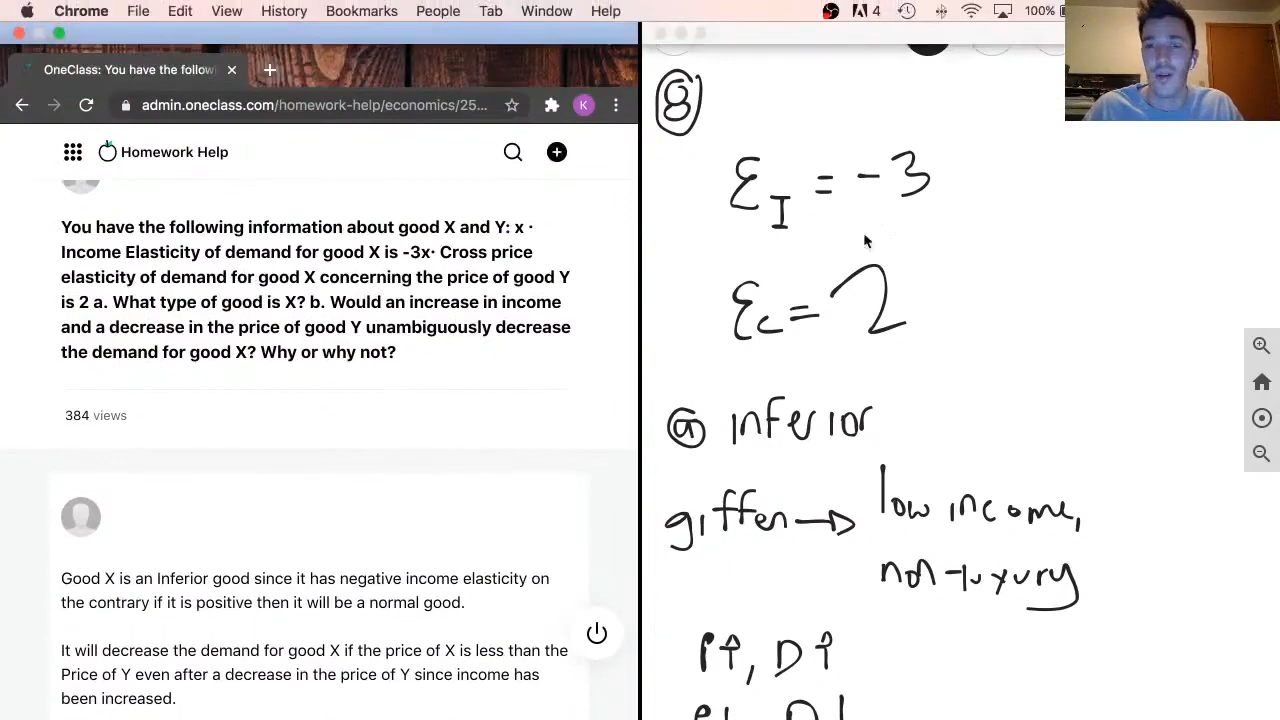 Chrome File Edit View History Bookmarks People Tab Window Help 4 100%
OneClass: You have the follow
admin.oneclass.com/homework-help/economics/25...
K
Homework Help
You have the following information about good X and Y: x ·
Income Elasticity of demand for good X is -3x· Cross price
elasticity of demand for good X concerning the price of good Y
is 2 a. What type of good is X? b. Would an increase in income
and a decrease in the price of good Y unambiguously decrease
the demand for good X? Why or why not?
384 views
Good X is an Inferior good since it has negative income elasticity on
the contrary if it is positive then it will be a normal good.
It will decrease the demand for good X if the price of X is less than the
Price of Y even after a decrease in the price of Y since income has
been increased.
8
ℰI = -3
ℰc = 2
a inferior
giffen → low income,
non-luxury
P↑, D↑